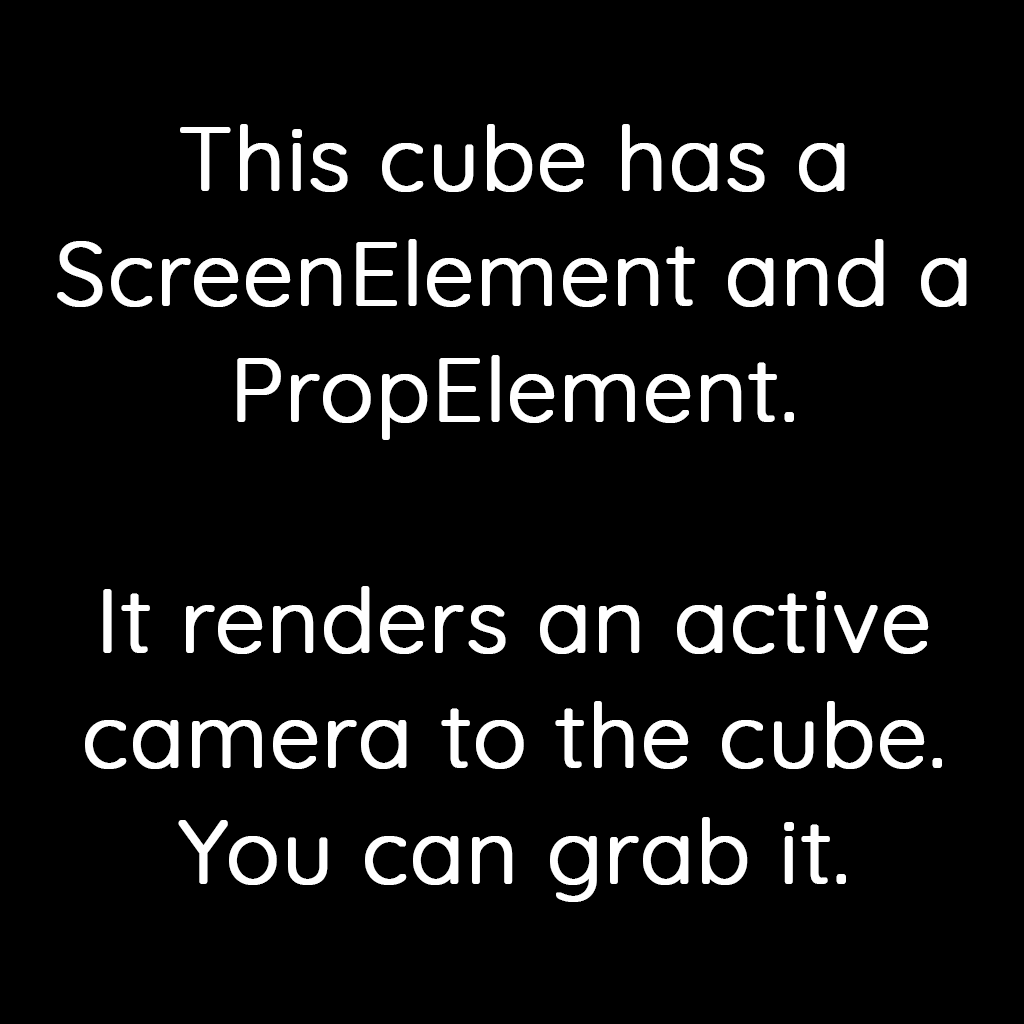 This cube has a
ScreenElement and a
PropElement.
It renders an active
camera to the cube.
You can grab it.